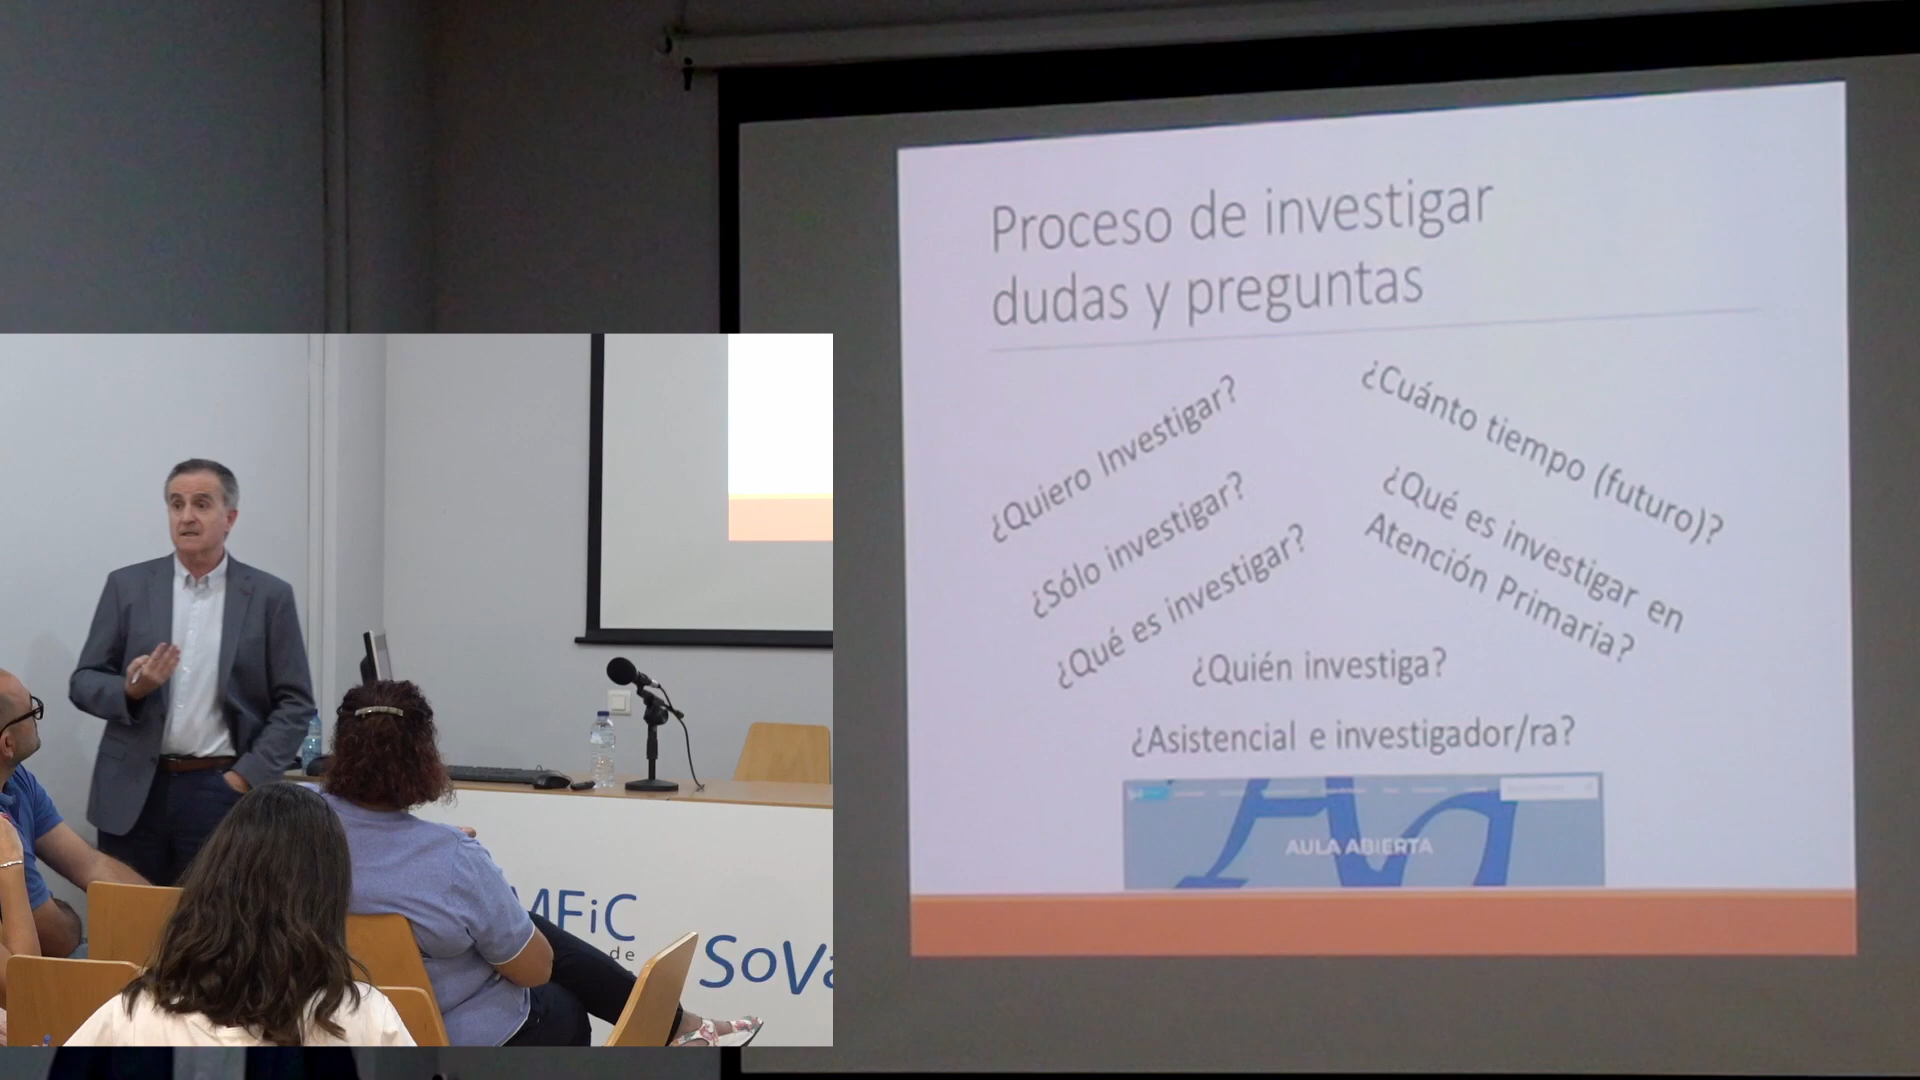 Proceso de investigar
dudas y preguntas
¿Quiero Investigar?
¿Sólo investigar?
¿Qué es investigar?
¿Cuánto tiempo (futuro)?
¿Qué es investigar en
Atención Primaria?
¿Quién investiga?
¿Asistencial e investigador/ra?
AULA ABIERTA
MFiC
de
SoVa